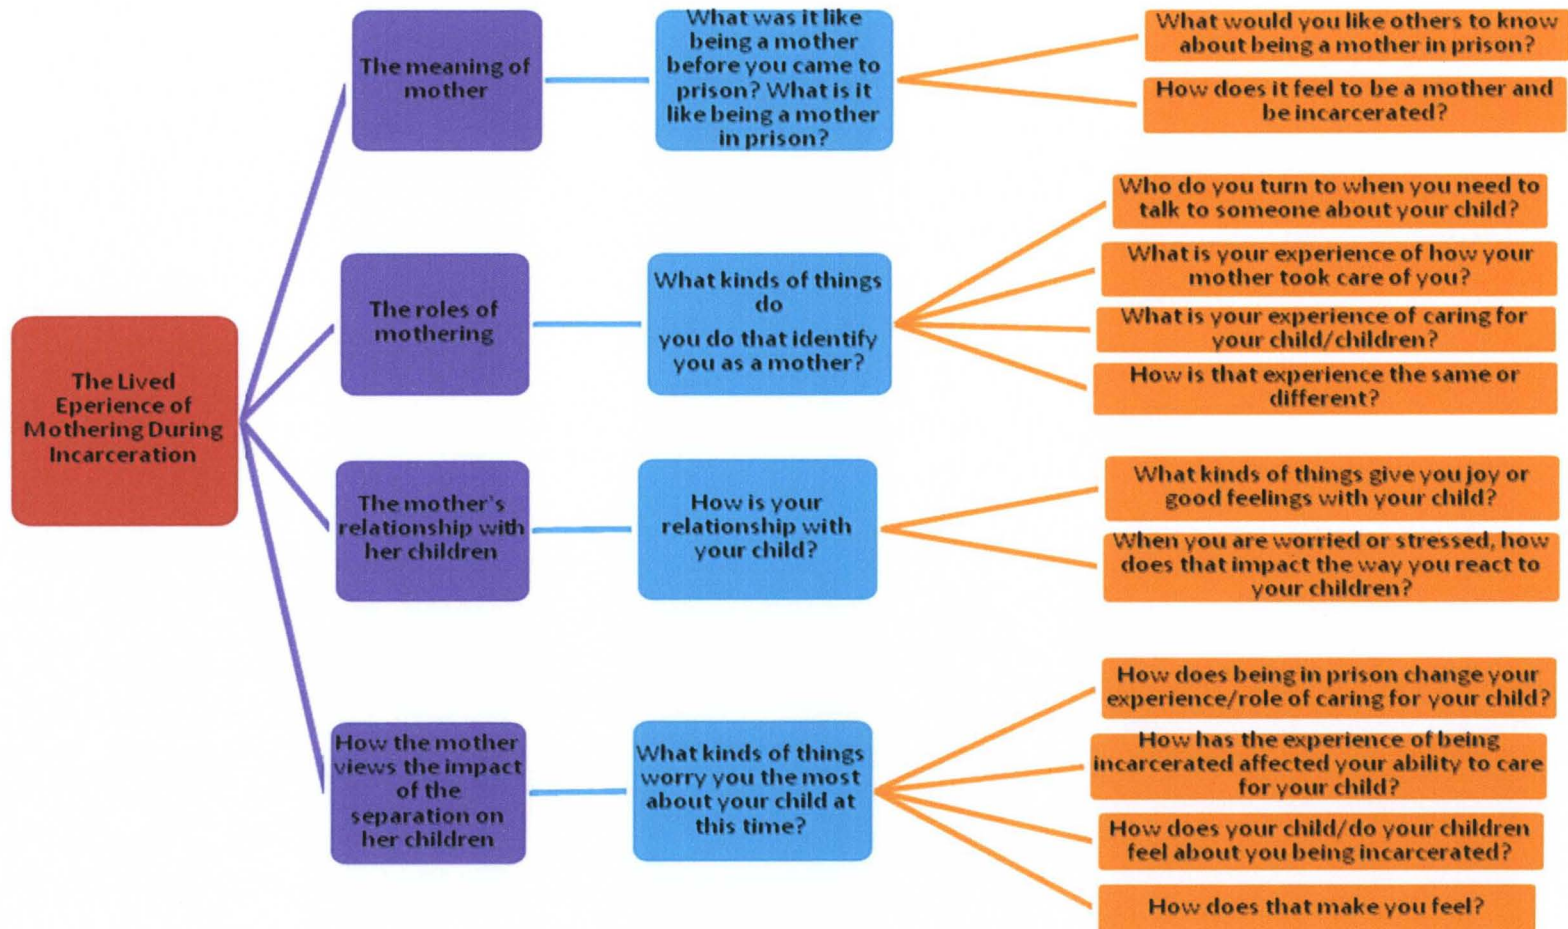 The Lived
Eperience of
Mothering During
Incarceration
The meaning of
mother
What was it like
being a mother
before you came to
prison? What is it
like being a mother
in prison?
What would you like others to know
about being a mother in prison?
How does it feel to be a mother and
be incarcerated?
The roles of
mothering
What kinds of things
do
you do that identify
you as a mother?
Who do you turn to when you need to
talk to someone about your child?
What is your experience of how your
mother took care of you?
What is your experience of caring for
your child/children?
How is that experience the same or
different?
The mother's
relationship with
her children
How is your
relationship with
your child?
What kinds of things give you joy or
good feelings with your child?
When you are worried or stressed, how
does that impact the way you react to
your children?
How the mother
views the impact
of the
separation on
her children
What kinds of things
worry you the most
about your child at
this time?
How does being in prison change your
experience/role of caring for your child?
How has the experience of being
incarcerated affected your ability to care
for your child?
How does your child/do your children
feel about you being incarcerated?
How does that make you feel?